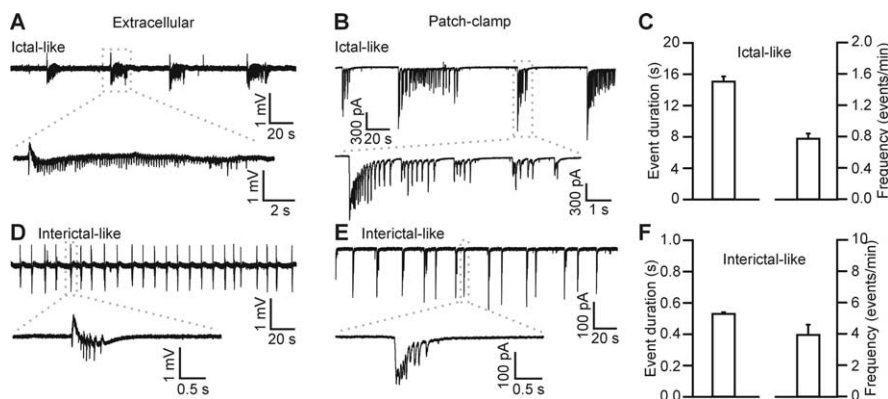 A
Extracellular
Ictal-like
1 mV
20 s
1 mV
2 s
B
Patch-clamp
Ictal-like
300 pA
20 s
300 pA
1 s
C
Ictal-like
Event duration (s)
20
16
12
8
4
0
Frequency (events/min)
2.0
1.6
1.2
0.8
0.4
0.0
D
Interictal-like
1 mV
20 s
1 mV
0.5 s
E
Interictal-like
100 pA
20 s
100 pA
0.5 s
F
Interictal-like
Event duration (s)
1.0
0.8
0.6
0.4
0.2
0.0
Frequency (events/min)
10
8
6
4
2
0